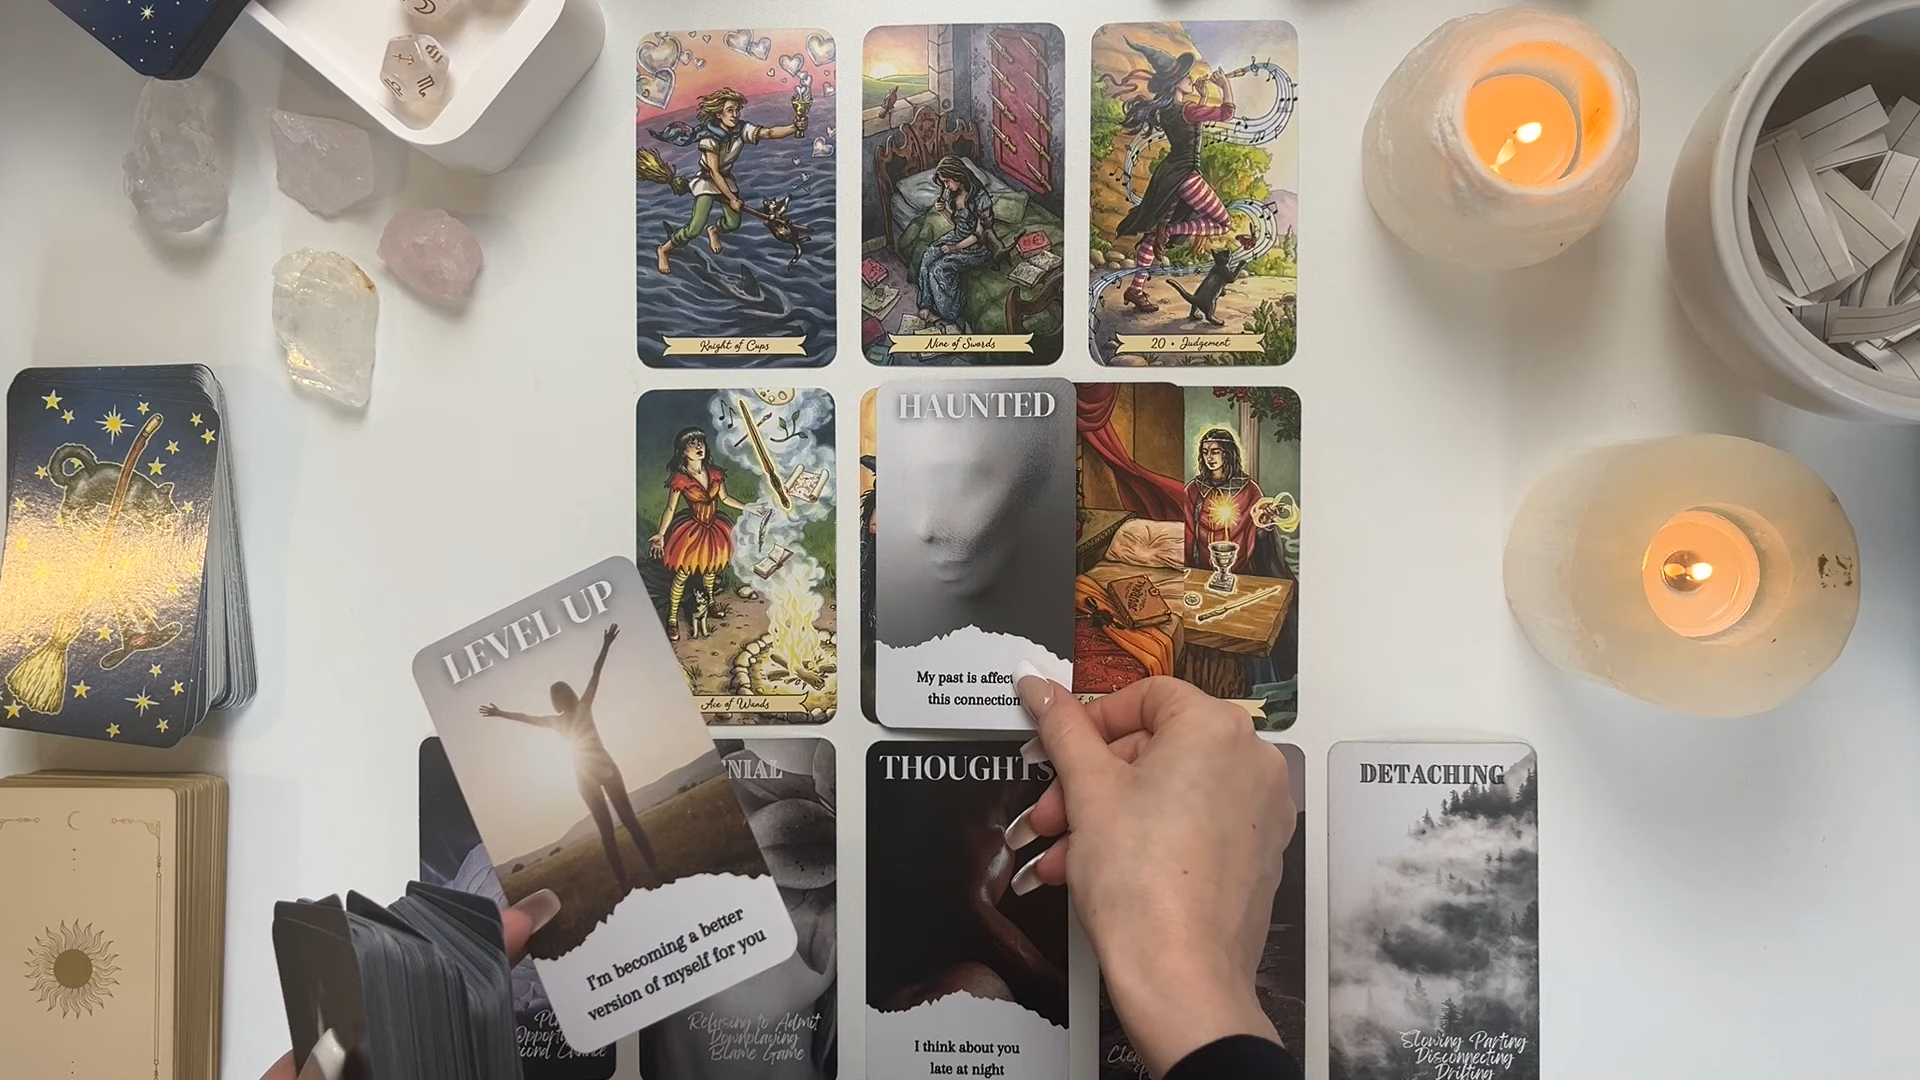 Knight of Cups
Nine of Swords
20 • Judgement
Ace of Wands
HAUNTED
My past is
this connection
LEVEL UP
I'm becoming a better
version of myself for you
Refusing to Admit
Downplaying
Blame Game
THOUGHTS
I think about you
late at night
DETACHING
Slowing Parting
Disconnecting
Drifting